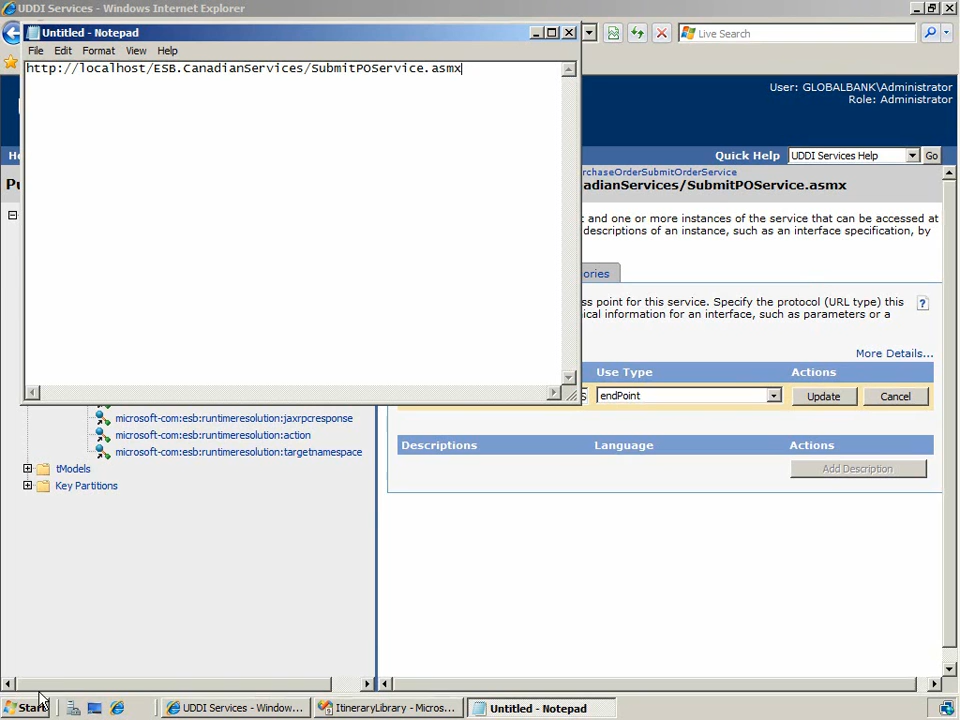 UDDI Services - Windows Internet Explorer
Untitled - Notepad
File Edit Format View Help
http://localhost/ESB.CanadianServices/SubmitPOService.asmx
Live Search
User: GLOBALBANK\Administrator
Role: Administrator
Quick Help UDDI Services Help Go
adianServices/SubmitPOService.asmx
t and one or more instances of the service that can be accessed at
descriptions of an instance, such as an interface specification, by
ories
ss point for this service. Specify the protocol (URL type) this
ical information for an interface, such as parameters or a
More Details...
Use Type Actions
endPoint Update Cancel
microsoft-com:esb:runtimeresolution:jaxrpcresponse
microsoft-com:esb:runtimeresolution:action
microsoft-com:esb:runtimeresolution:targetnamespace
tModels
Key Partitions
Descriptions Language Actions
Add Description
Start UDDI Services - Window... ItineraryLibrary - Micros... Untitled - Notepad